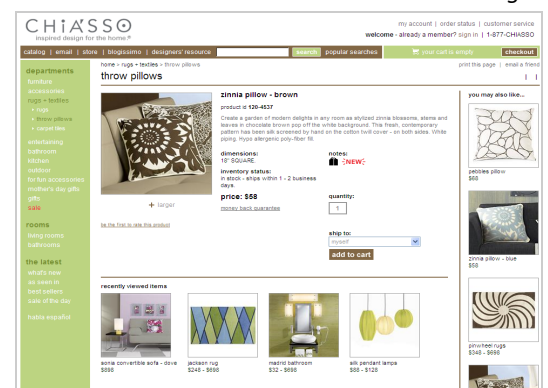 CHIASSO
inspired design for the home.®
my account | order status | customer service
welcome - already a member? sign in | 1-877-CHIASSO
catalog | email | store | blogissimo | designers' resource
search
popular searches
your cart is empty
checkout
departments
furniture
accessories
rugs + textiles
• rugs
• throw pillows
• carpet tiles
entertaining
bathroom
kitchen
outdoor
for fun accessories
mother's day gifts
gifts
sale
rooms
living rooms
bathrooms
the latest
what's new
as seen in
best sellers
sale of the day
habla español
home > rugs + textiles > throw pillows
print this page | email a friend
throw pillows
+ larger
be the first to rate this product
zinnia pillow - brown
product id 120-4537
Create a garden of modern delights in any room as stylized zinnia blossoms, stems and
leaves in chocolate brown pop off the white background. This fresh, contemporary
pattern has been silk screened by hand on the cotton twill cover - on both sides. White
piping. Hypo allergenic poly-fiber fill.
dimensions:
18" SQUARE.
notes:
NEW
inventory status:
in stock - ships within 1 - 2 business
days.
price: $58
money back guarantee
quantity:
1
ship to:
myself
add to cart
you may also like...
pebbles pillow
$68
zinnia pillow - blue
$58
pinwheel rugs
$348 - $698
recently viewed items
sonia convertible sofa - dove
$898
jackson rug
$248 - $698
madrid bathroom
$32 - $698
silk pendant lamps
$88 - $128